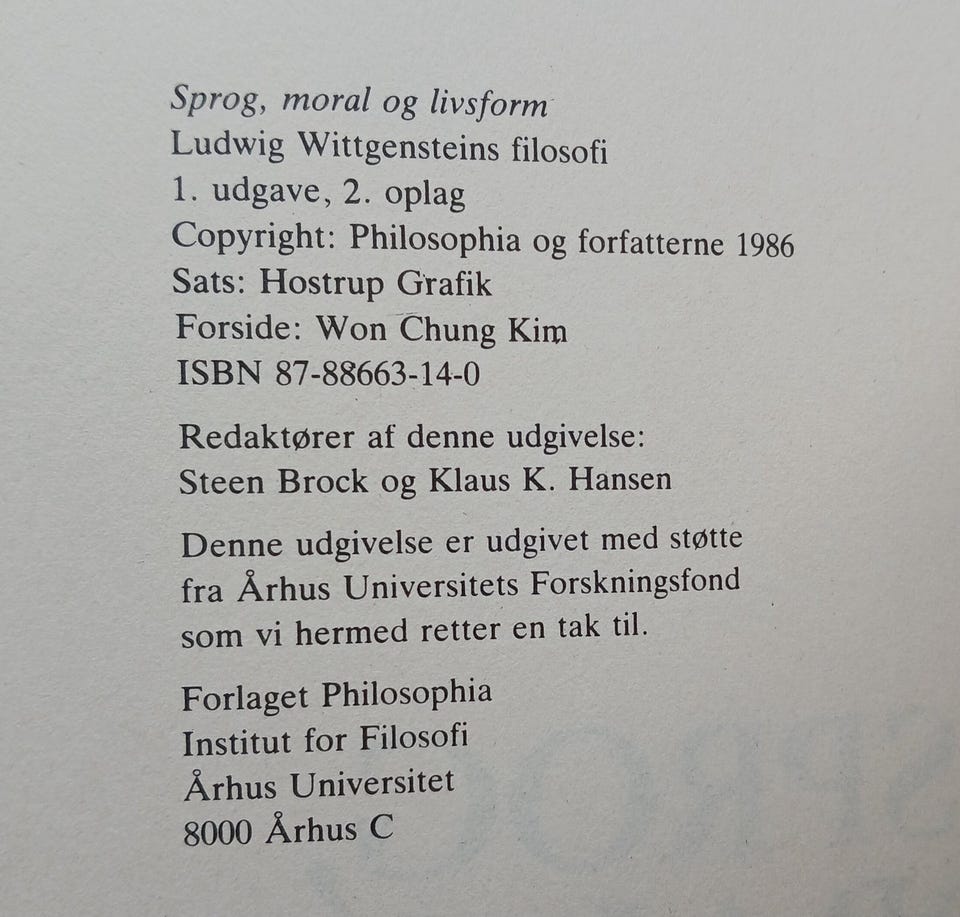 Sprog, moral og livsform
Ludwig Wittgensteins filosofi
1. udgave, 2. oplag
Copyright: Philosophia og forfatterne 1986
Sats: Hostrup Grafik
Forside: Won Chung Kim
ISBN 87-88663-14-0
Redaktører af denne udgivelse:
Steen Brock og Klaus K. Hansen
Denne udgivelse er udgivet med støtte
fra Århus Universitets Forskningsfond
som vi hermed retter en tak til.
Forlaget Philosophia
Institut for Filosofi
Århus Universitet
8000 Århus C